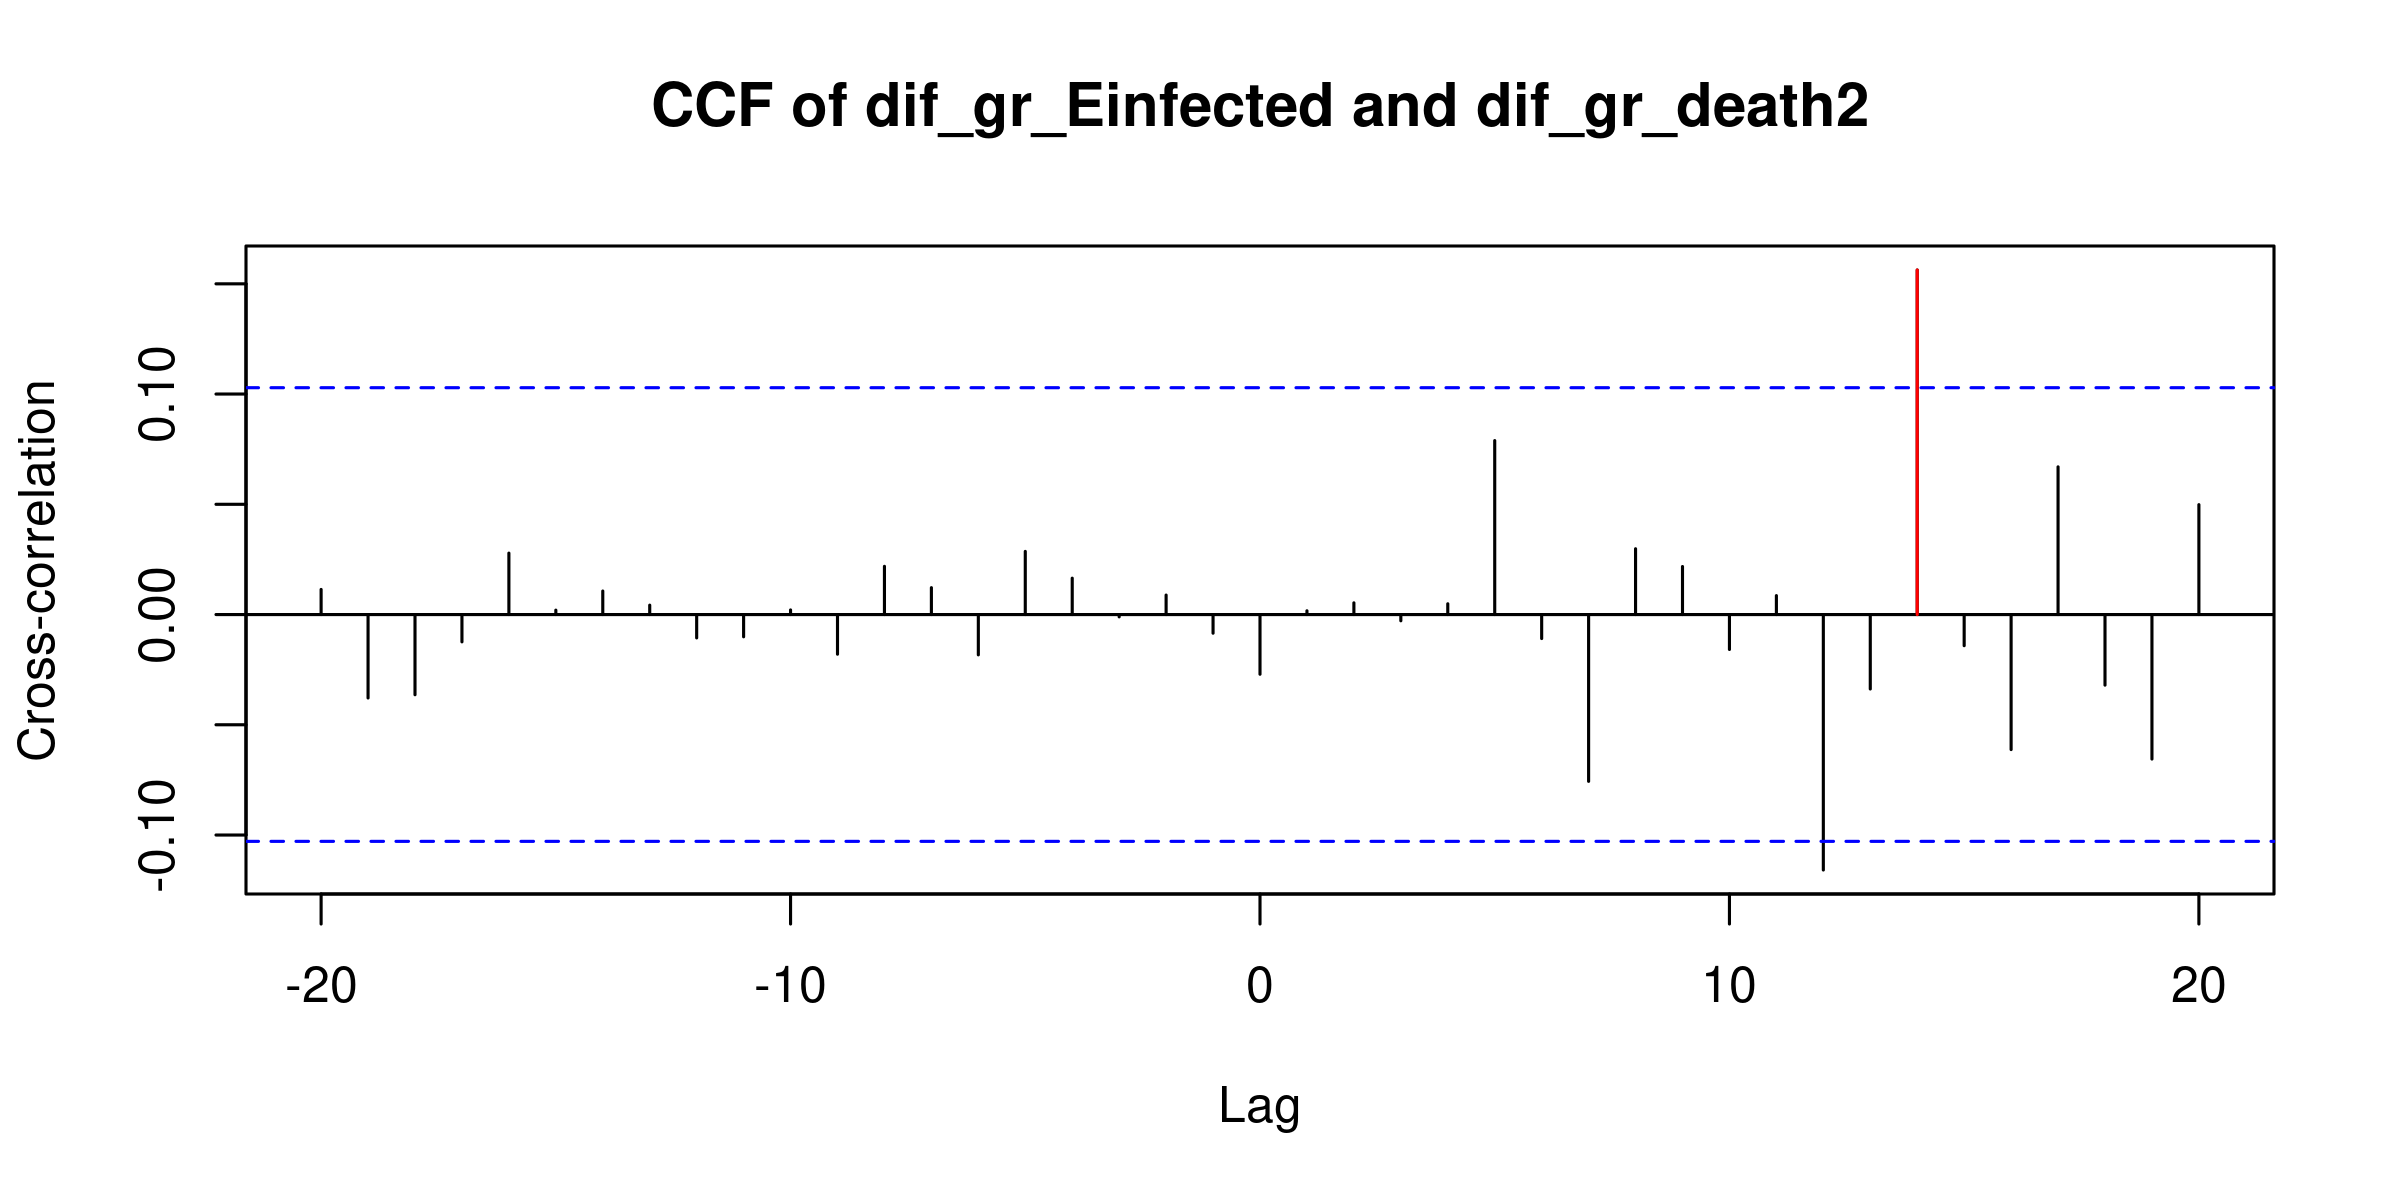 CCF of dif_gr_Einfected and dif_gr_death2
Cross-correlation
0.10
0.00
-0.10
-20 -10 0 10 20
Lag